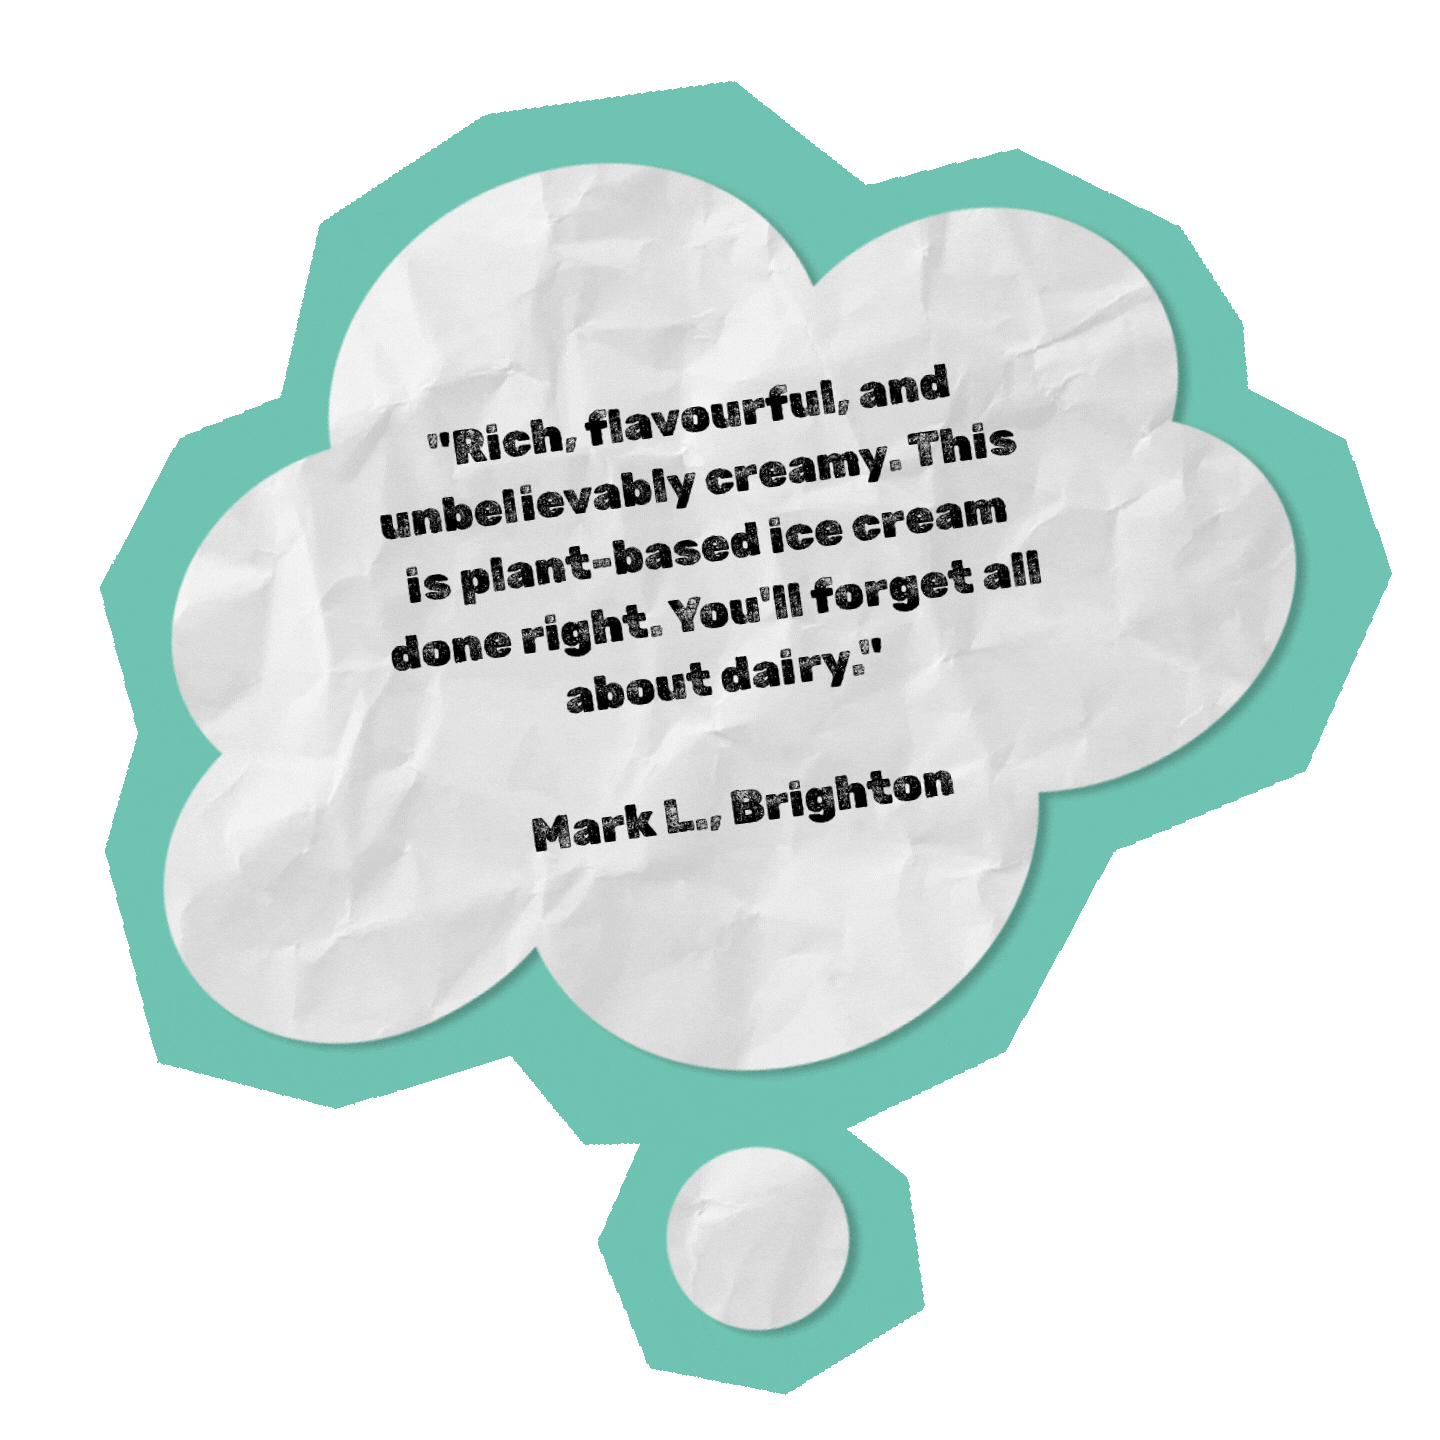 "Rich, flavourful, and
unbelievably creamy. This
is plant-based ice cream
done right. You'll forget all
about dairy."
Mark L., Brighton